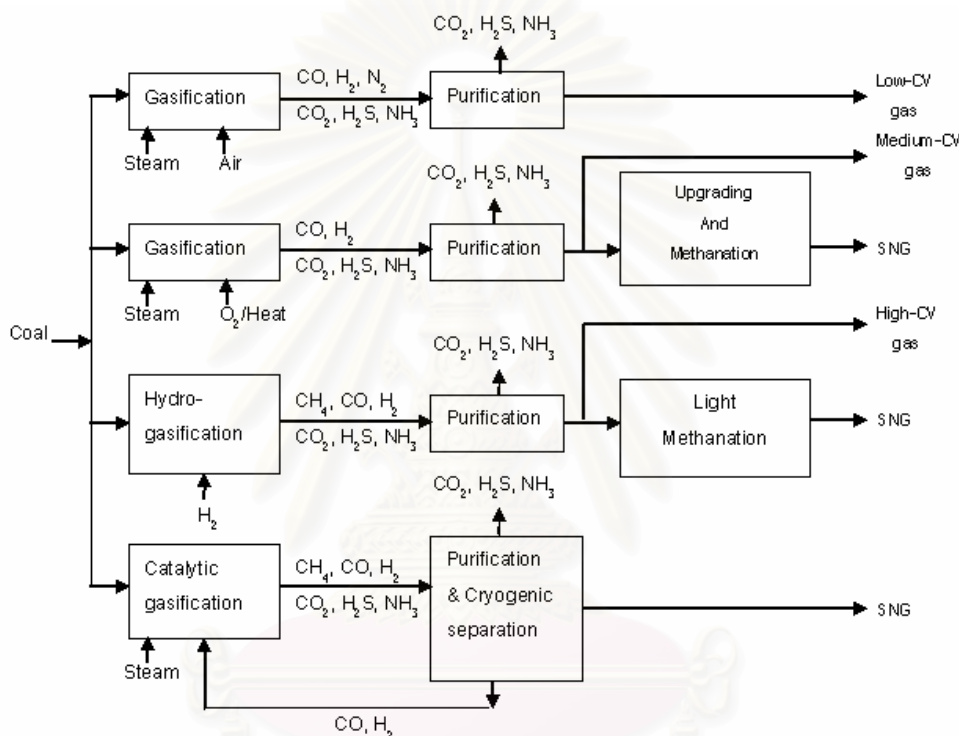 CO₂, H₂S, NH₃
Gasification
CO, H₂, N₂
CO₂, H₂S, NH₃
Purification
Low-CV
gas
Steam
Air
CO₂, H₂S, NH₃
Medium-CV
gas
Gasification
CO, H₂
CO₂, H₂S, NH₃
Purification
Upgrading
And
Methanation
SNG
Steam
O₂/Heat
Coal
CO₂, H₂S, NH₃
High-CV
gas
Hydro-
gasification
CH₄, CO, H₂
CO₂, H₂S, NH₃
Purification
Light
Methanation
SNG
H₂
CO₂, H₂S, NH₃
Catalytic
gasification
CH₄, CO, H₂
CO₂, H₂S, NH₃
Purification
& Cryogenic
separation
SNG
Steam
CO, H₂